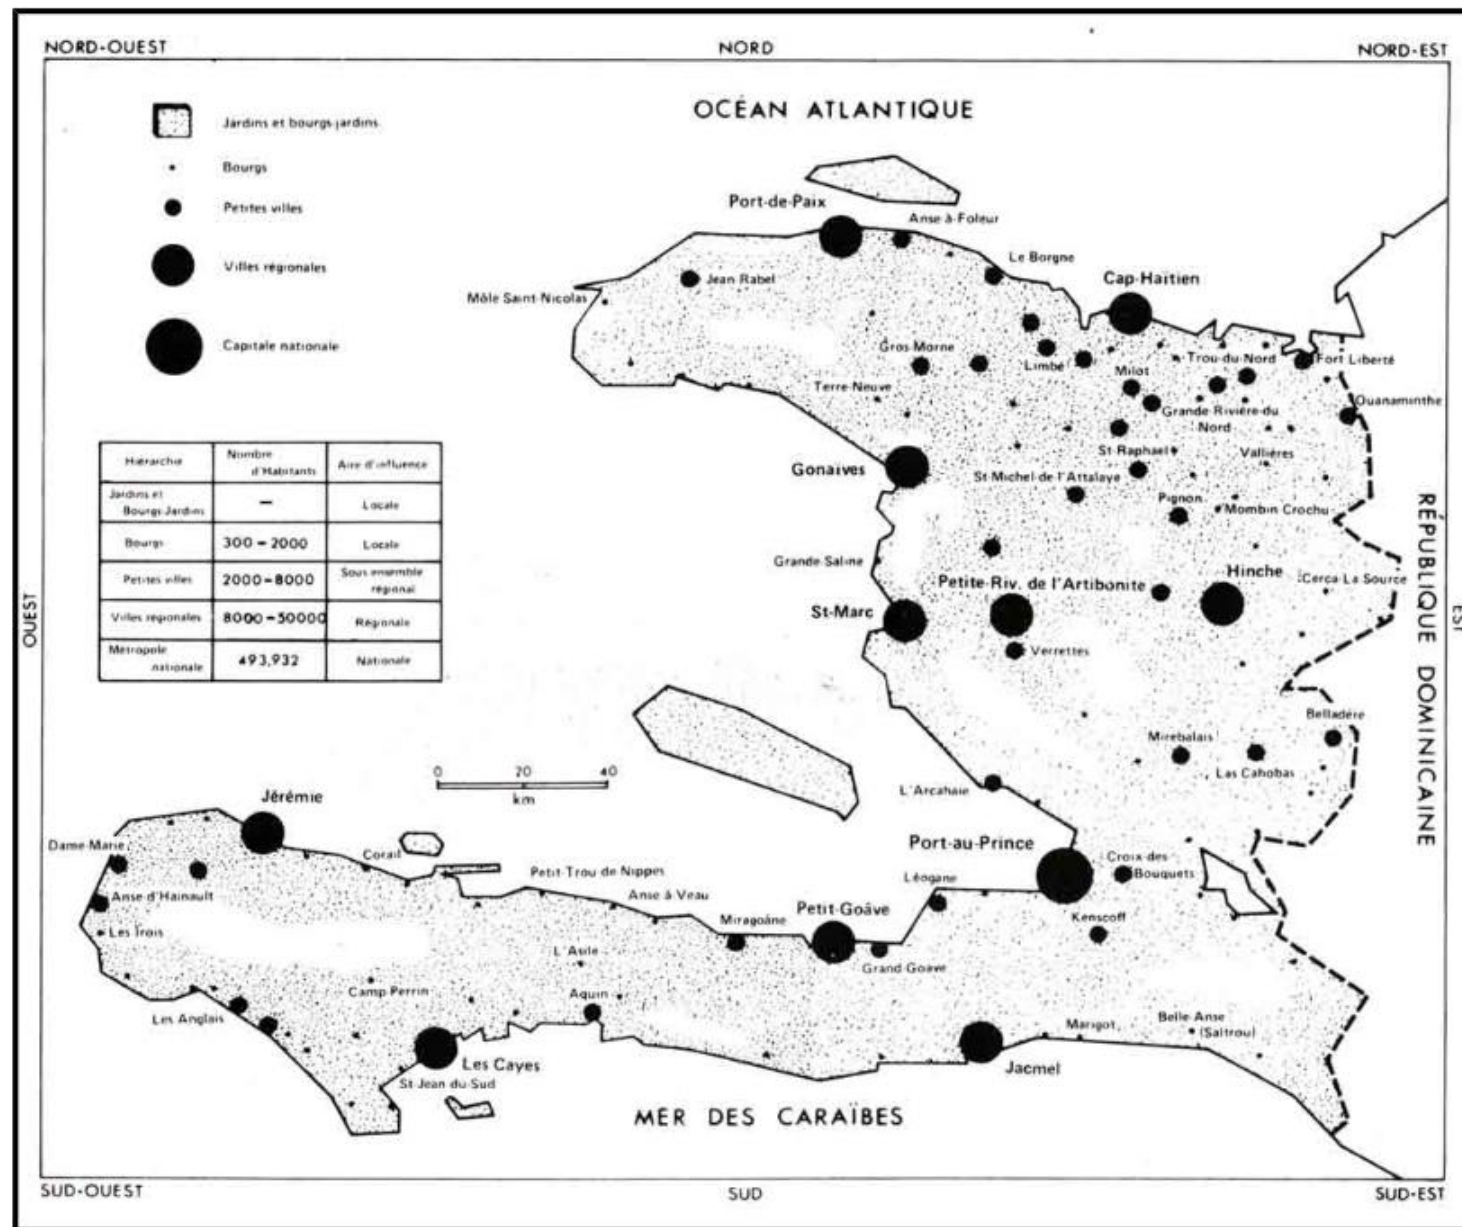 NORD-OUEST
NORD
NORD-EST
OCÉAN ATLANTIQUE
Jardins et bourgs-jardins
Bourgs
Petites villes
Villes régionales
Capitale nationale
Port-de-Paix
Anse-à-Foleur
Le Borgne
Cap-Haïtien
Jean-Rabel
Môle Saint-Nicolas
Gros-Morne
Limbé
Trou-du-Nord
Fort Liberté
Milot
Terre-Neuve
Ouanaminthe
Grande Rivière du
Nord
St-Raphael
Vallières
Gonaives
St-Michel de l'Attalaye
Pignon
Mombin Crochu
Grande-Saline
Petite-Riv. de l'Artibonite
Hinche
Cerca-La Source
St-Marc
Verrettes
Belladère
Mirebalais
Las Cahobas
L'Arcahaie
Hiérarchie
Nombre
d'Habitants
Aire d'influence
Jardins et
Bourgs-Jardins
—
Locale
Bourgs
300-2000
Locale
Petites villes
2000-8000
Sous ensemble
régional
Villes régionales
8000-50000
Régionale
Métropole
nationale
493,932
Nationale
OUEST
EST
RÉPUBLIQUE DOMINICAINE
0 20 40
km
Jérémie
Dame-Marie
Corail
Petit-Trou de Nippes
Anse d'Hainault
Anse à Veau
Port-au-Prince
Croix-des
Bouquets
Léogane
Petit-Goâve
Miragoâne
Kenscoff
Les Irois
L'Asile
Grand-Goave
Camp-Perrin
Aquin
Les Anglais
Marigot
Belle-Anse
(Saltrou)
Les Cayes
St-Jean du Sud
Jacmel
MER DES CARAÏBES
SUD-OUEST
SUD
SUD-EST